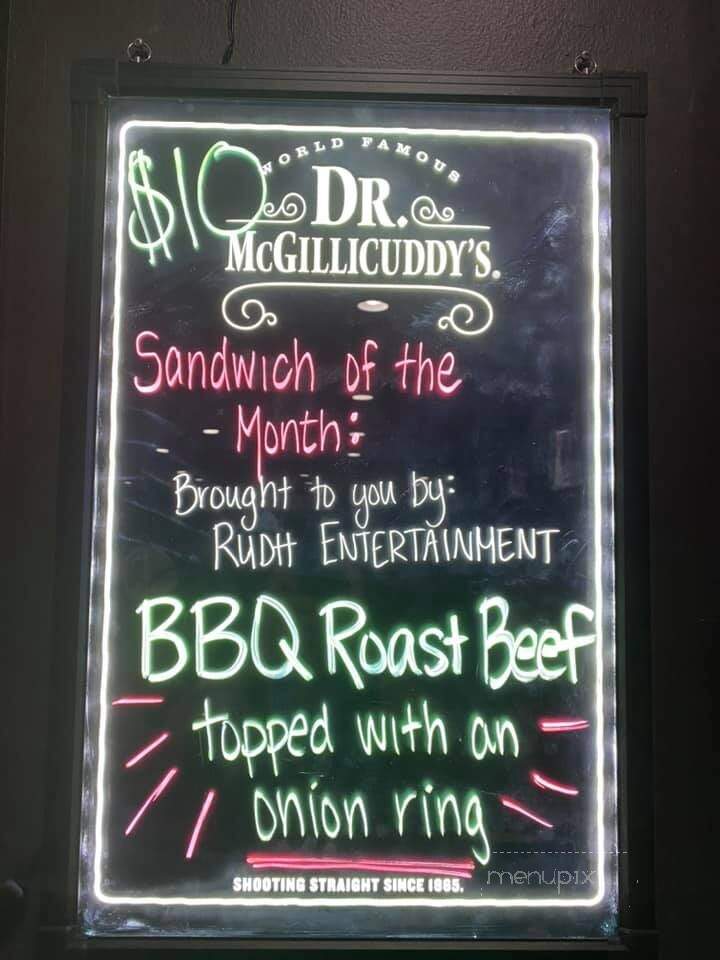 $10
WORLD FAMOUS
DR.
McGILLICUDDY'S.
Sandwich of the
- Month:
Brought to you by:
RUDH ENTERTAINMENT
BBQ Roast Beef
topped with an
onion ring
SHOOTING STRAIGHT SINCE 1865.
menupix